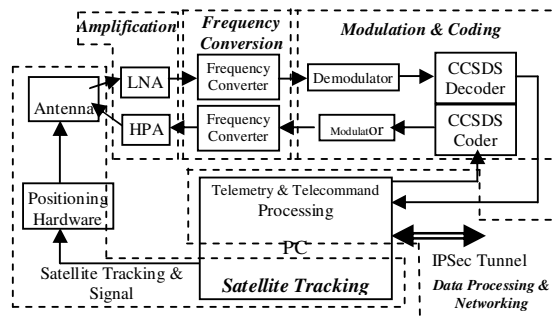 Amplification
Frequency
Conversion
Modulation & Coding
Antenna
LNA
HPA
Frequency
Converter
Frequency
Converter
Demodulator
Modulator
CCSDS
Decoder
CCSDS
Coder
Positioning
Hardware
Telemetry & Telecommand
Processing
PC
Satellite Tracking
Satellite Tracking &
Signal
IPSec Tunnel
Data Processing &
Networking